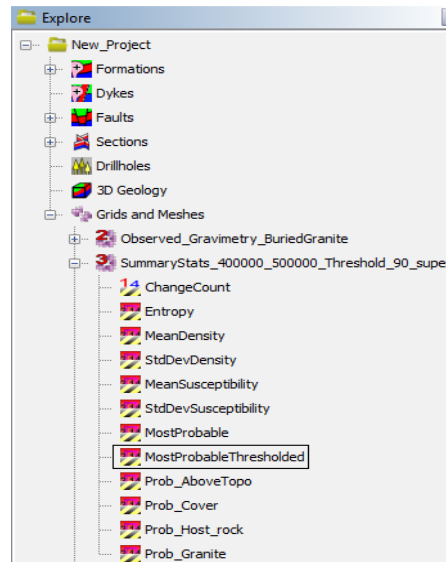 Explore
New_Project
Formations
Dykes
Faults
Sections
Drillholes
3D Geology
Grids and Meshes
Observed_Gravimetry_BuriedGranite
SummaryStats_400000_500000_Threshold_90_supe
ChangeCount
Entropy
MeanDensity
StdDevDensity
MeanSusceptibility
StdDevSusceptibility
MostProbable
MostProbableThresholded
Prob_AboveTopo
Prob_Cover
Prob_Host_rock
Prob_Granite